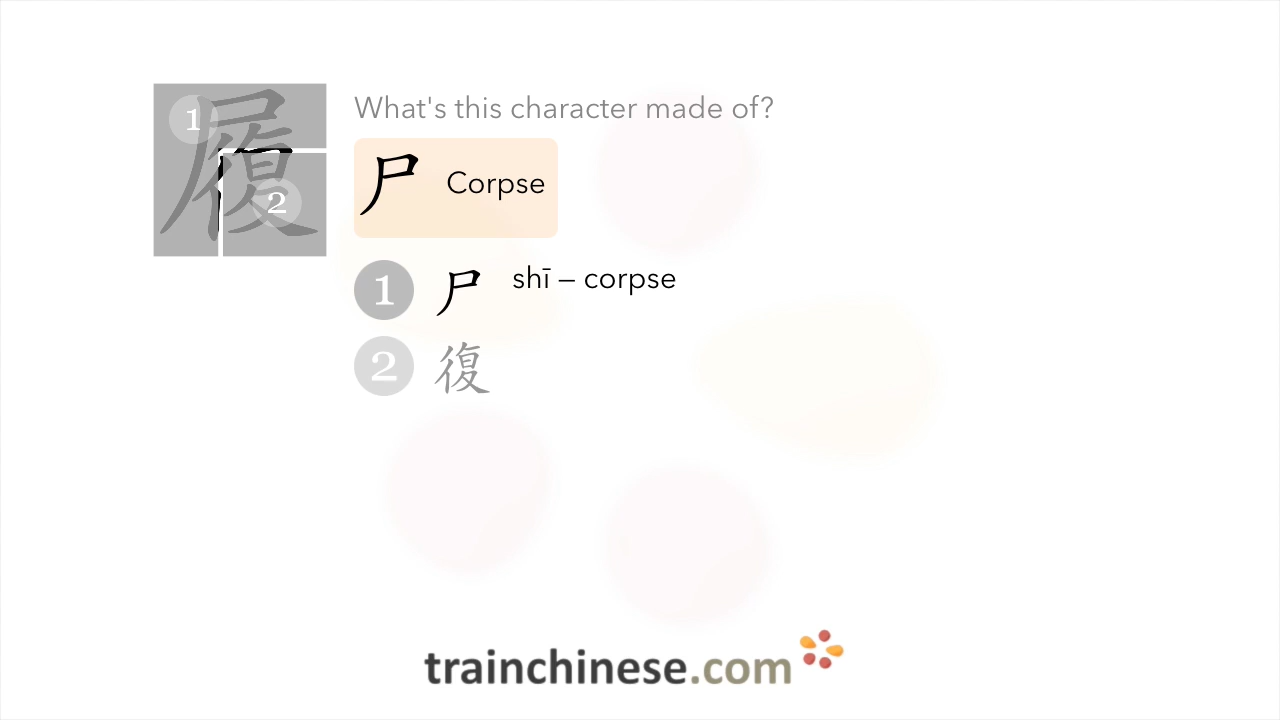 履
1
2
What's this character made of?
尸 Corpse
1 尸 shī – corpse
2 復
trainchinese.com